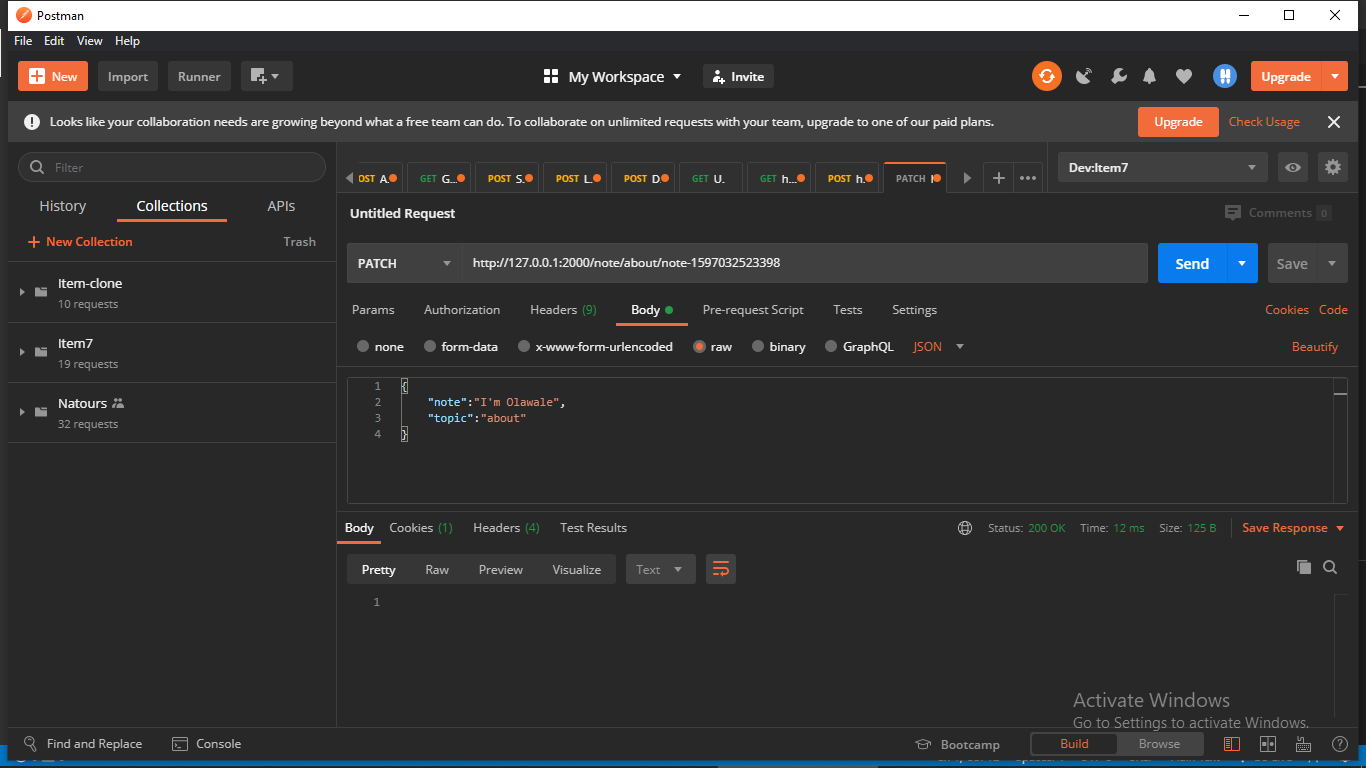 Postman
File Edit View Help
New Import Runner My Workspace Invite Upgrade
Looks like your collaboration needs are growing beyond what a free team can do. To collaborate on unlimited requests with your team, upgrade to one of our paid plans. Upgrade Check Usage
Filter
History Collections APIs
New Collection Trash
Item-clone
10 requests
Item7
19 requests
Natours
32 requests
OST A. GET G... POST S. POST L. POST D GET U. GET h... POST h. PATCH Dev:Item7
Untitled Request Comments 0
PATCH http://127.0.0.1:2000/note/about/note-1597032523398 Send Save
Params Authorization Headers (9) Body Pre-request Script Tests Settings Cookies Code
none form-data x-www-form-urlencoded raw binary GraphQL JSON Beautify
1 {
2 "note":"I'm Olawale",
3 "topic":"about"
4 }
Body Cookies (1) Headers (4) Test Results Status: 200 OK Time: 12 ms Size: 125 B Save Response
Pretty Raw Preview Visualize Text
1
Activate Windows
Go to Settings to activate Windows.
Find and Replace Console Bootcamp Build Browse